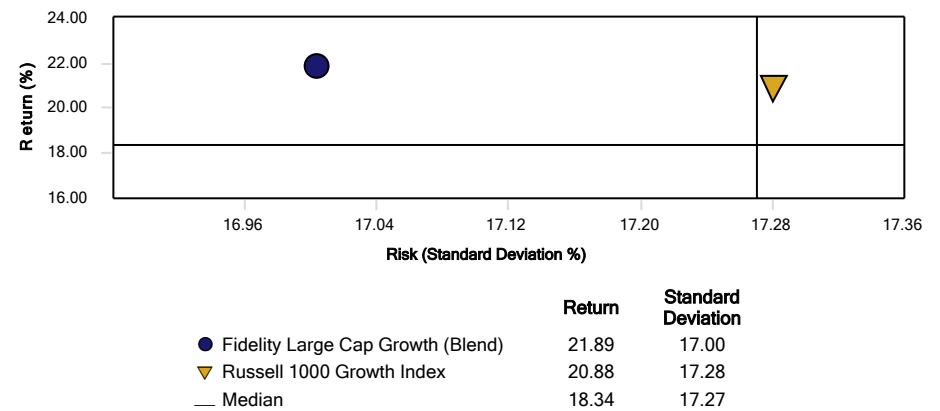 24.00
22.00
20.00
18.00
16.00
Return (%)
16.96 17.04 17.12 17.20 17.28 17.36
Risk (Standard Deviation %)
Return Standard Deviation
Fidelity Large Cap Growth (Blend) 21.89 17.00
Russell 1000 Growth Index 20.88 17.28
Median 18.34 17.27